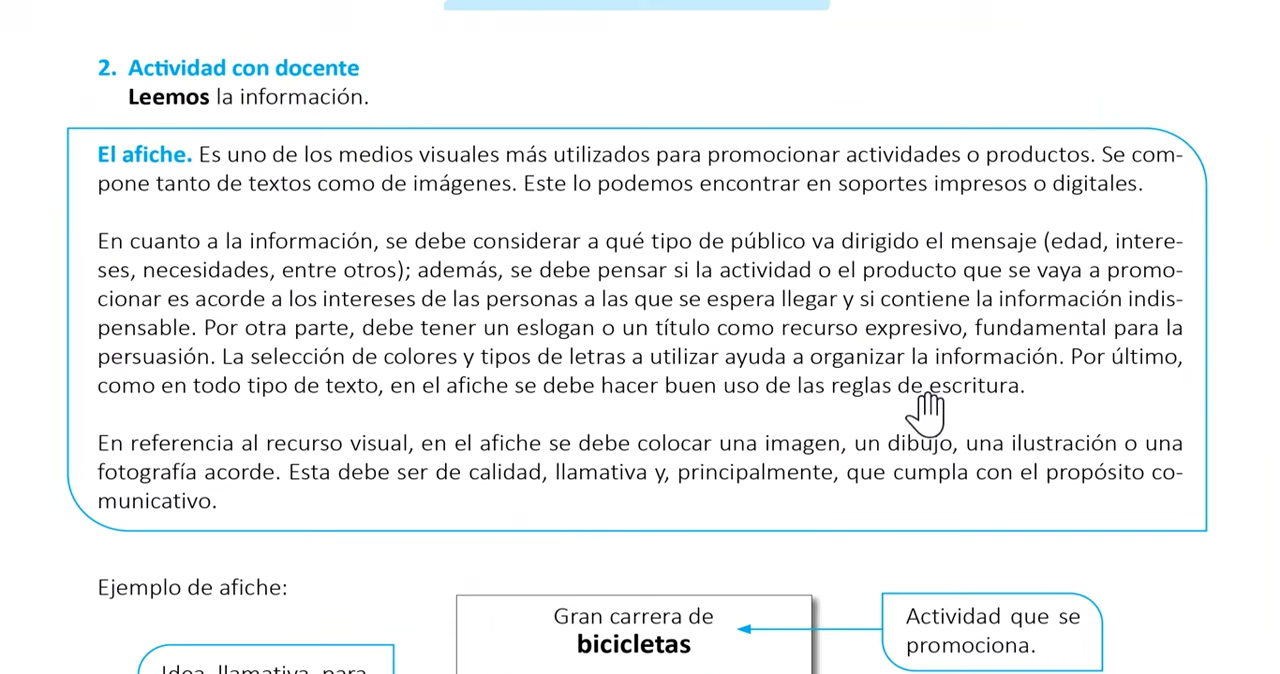 2. Actividad con docente
Leemos la información.
El afiche. Es uno de los medios visuales más utilizados para promocionar actividades o productos. Se com-
pone tanto de textos como de imágenes. Este lo podemos encontrar en soportes impresos o digitales.
En cuanto a la información, se debe considerar a qué tipo de público va dirigido el mensaje (edad, intere-
ses, necesidades, entre otros); además, se debe pensar si la actividad o el producto que se vaya a promo-
cionar es acorde a los intereses de las personas a las que se espera llegar y si contiene la información indis-
pensable. Por otra parte, debe tener un eslogan o un título como recurso expresivo, fundamental para la
persuasión. La selección de colores y tipos de letras a utilizar ayuda a organizar la información. Por último,
como en todo tipo de texto, en el afiche se debe hacer buen uso de las reglas de escritura.
En referencia al recurso visual, en el afiche se debe colocar una imagen, un dibujo, una ilustración o una
fotografía acorde. Esta debe ser de calidad, llamativa y, principalmente, que cumpla con el propósito co-
municativo.
Ejemplo de afiche:
Gran carrera de
bicicletas
Actividad que se
promociona.
Idea llamativa para